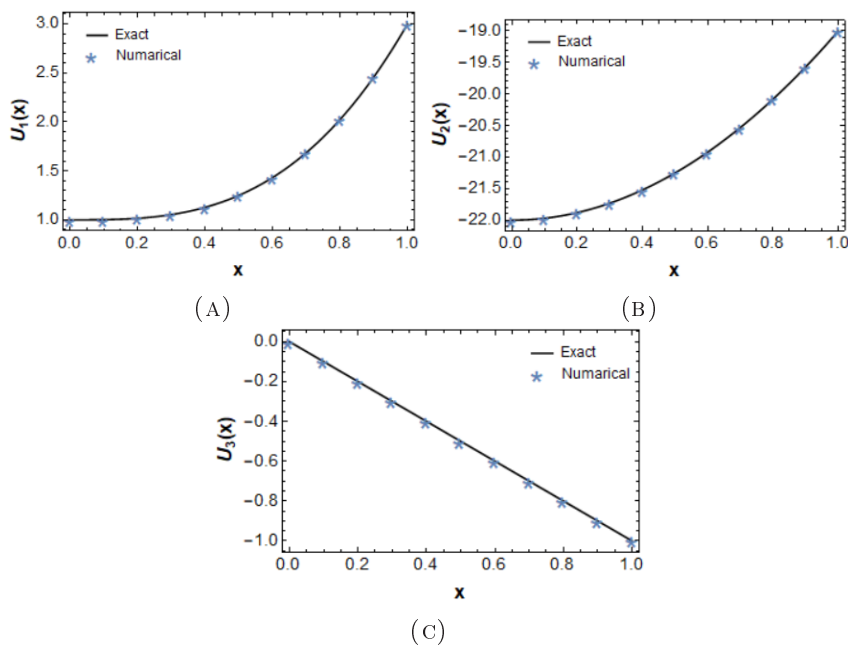 3.0
2.5
2.0
1.5
1.0
U1(x)
Exact
Numarical
0.0 0.2 0.4 0.6 0.8 1.0
x
(A)
−19.0
−19.5
−20.0
−20.5
−21.0
−21.5
−22.0
U2(x)
Exact
Numarical
0.0 0.2 0.4 0.6 0.8 1.0
x
(B)
0.0
−0.2
−0.4
−0.6
−0.8
−1.0
U3(x)
Exact
Numarical
0.0 0.2 0.4 0.6 0.8 1.0
x
(C)